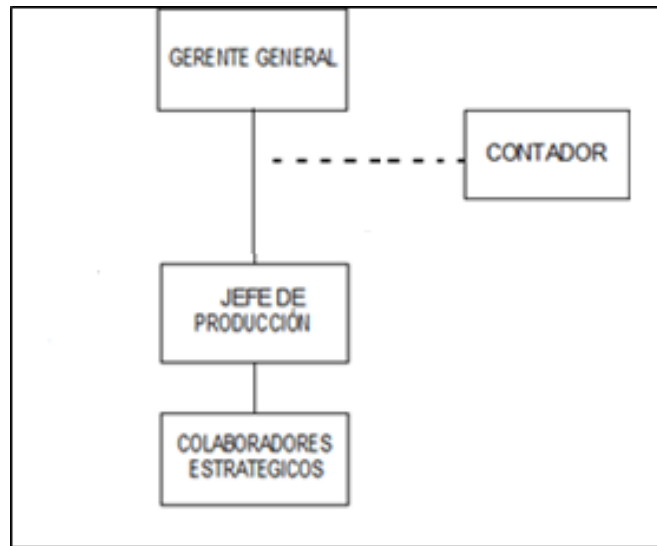 GERENTE GENERAL
CONTADOR
JEFE DE
PRODUCCIÓN
COLABORADORES
ESTRATEGICOS